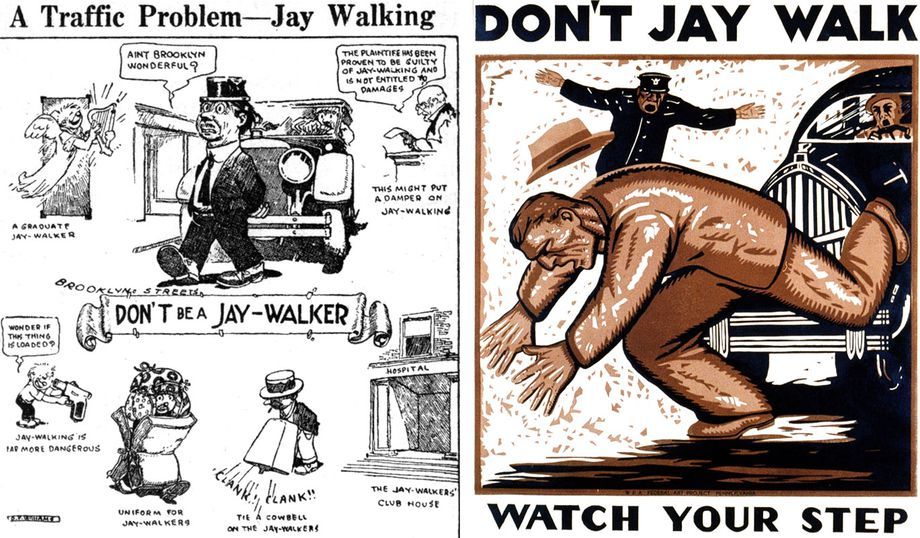 A Traffic Problem—Jay Walking
AINT BROOKLYN
WONDERFUL?
THE PLAINTIFF HAS BEEN
PROVEN TO BE GUILTY
OF JAY-WALKING AND
IS NOT ENTITLED TO
DAMAGES
A GRADUATE
JAY-WALKER
THIS MIGHT PUT
A DAMPER ON
JAY-WALKING
BROOKLYN STREETS
DON'T BE A JAY-WALKER
WONDER IF
THIS THING
IS LOADED?
JAY-WALKING IS
FAR MORE DANGEROUS
UNIFORM FOR
JAY-WALKERS
CLANK, CLANK!!
TIE A COWBELL
ON THE JAY-WALKERS
HOSPITAL
THE JAY-WALKERS'
CLUB HOUSE
DON'T JAY WALK
W.P.A. FEDERAL ART PROJECT PENNSYLVANIA
WATCH YOUR STEP